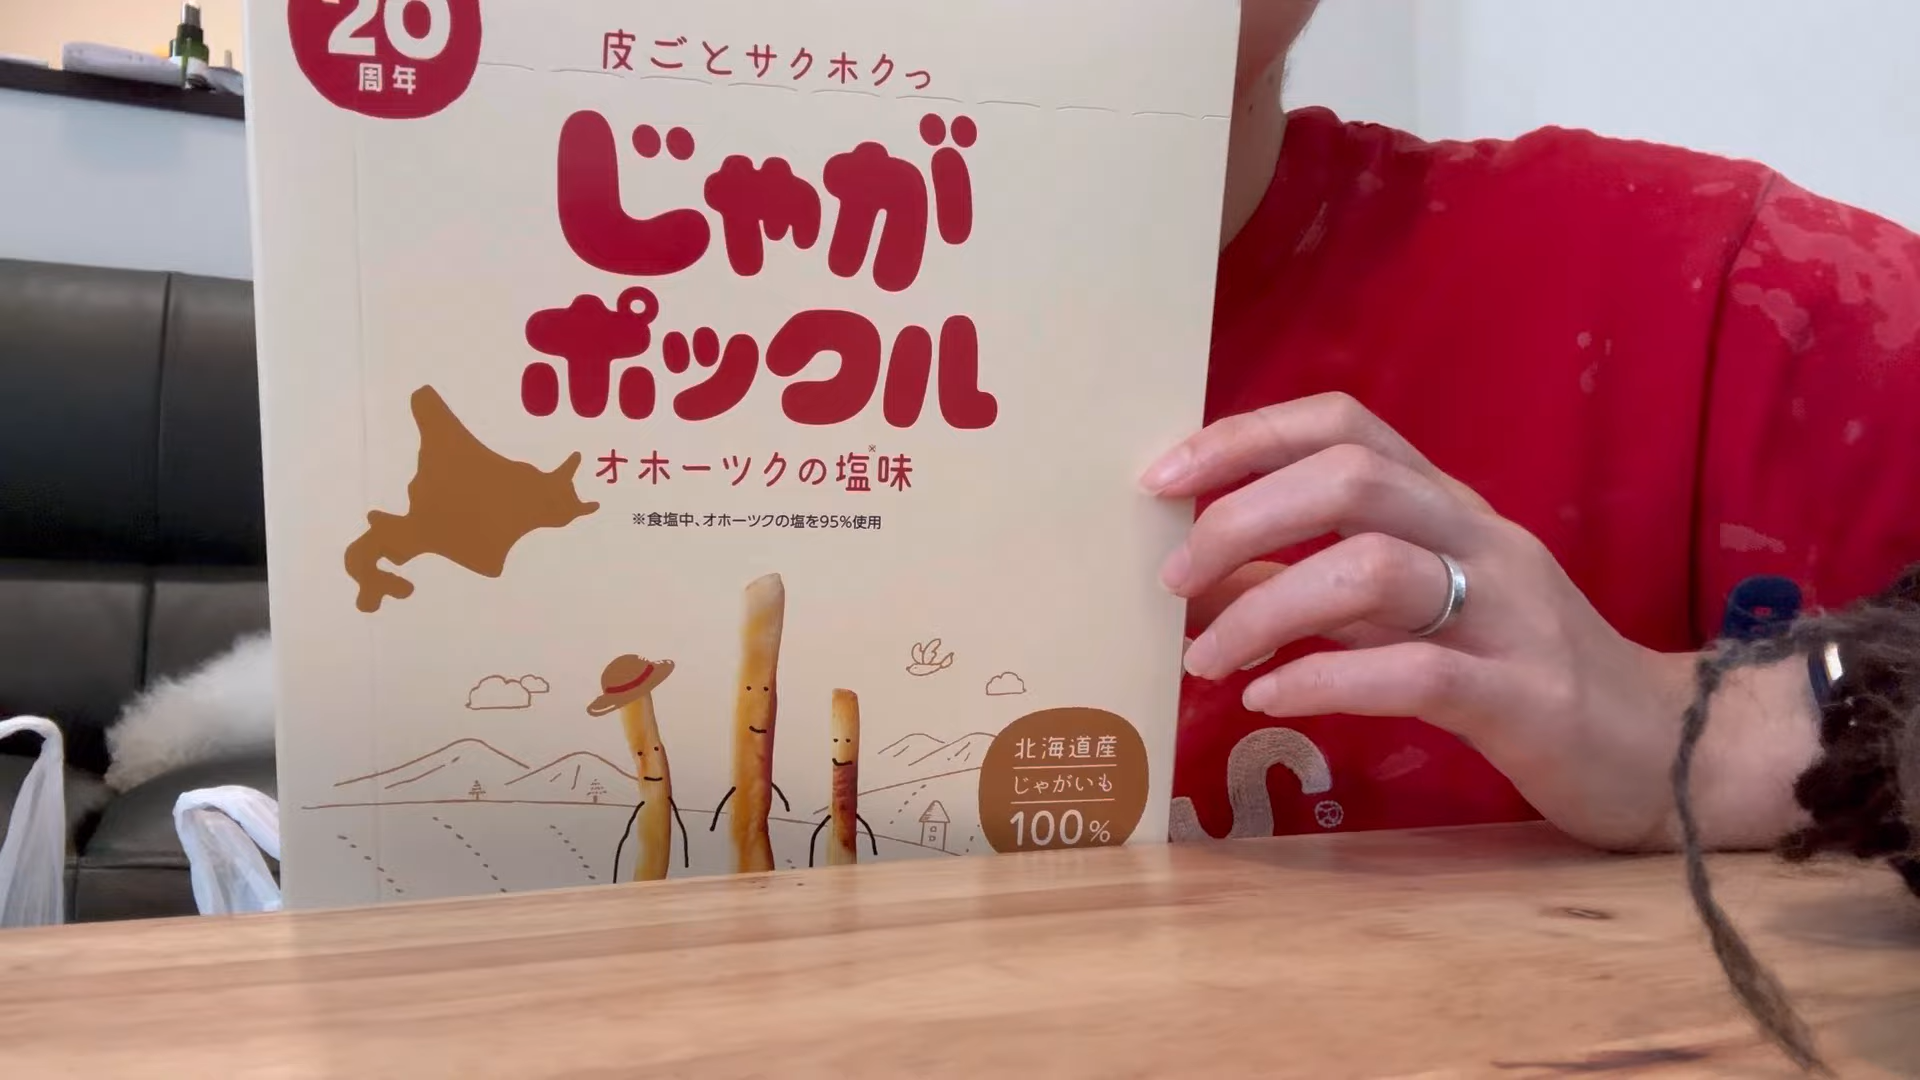 20
周年
皮ごとサクホクっ
じゃが
ポックル
オホーツクの塩※味
※食塩中、オホーツクの塩を95%使用
北海道産
じゃがいも
100%